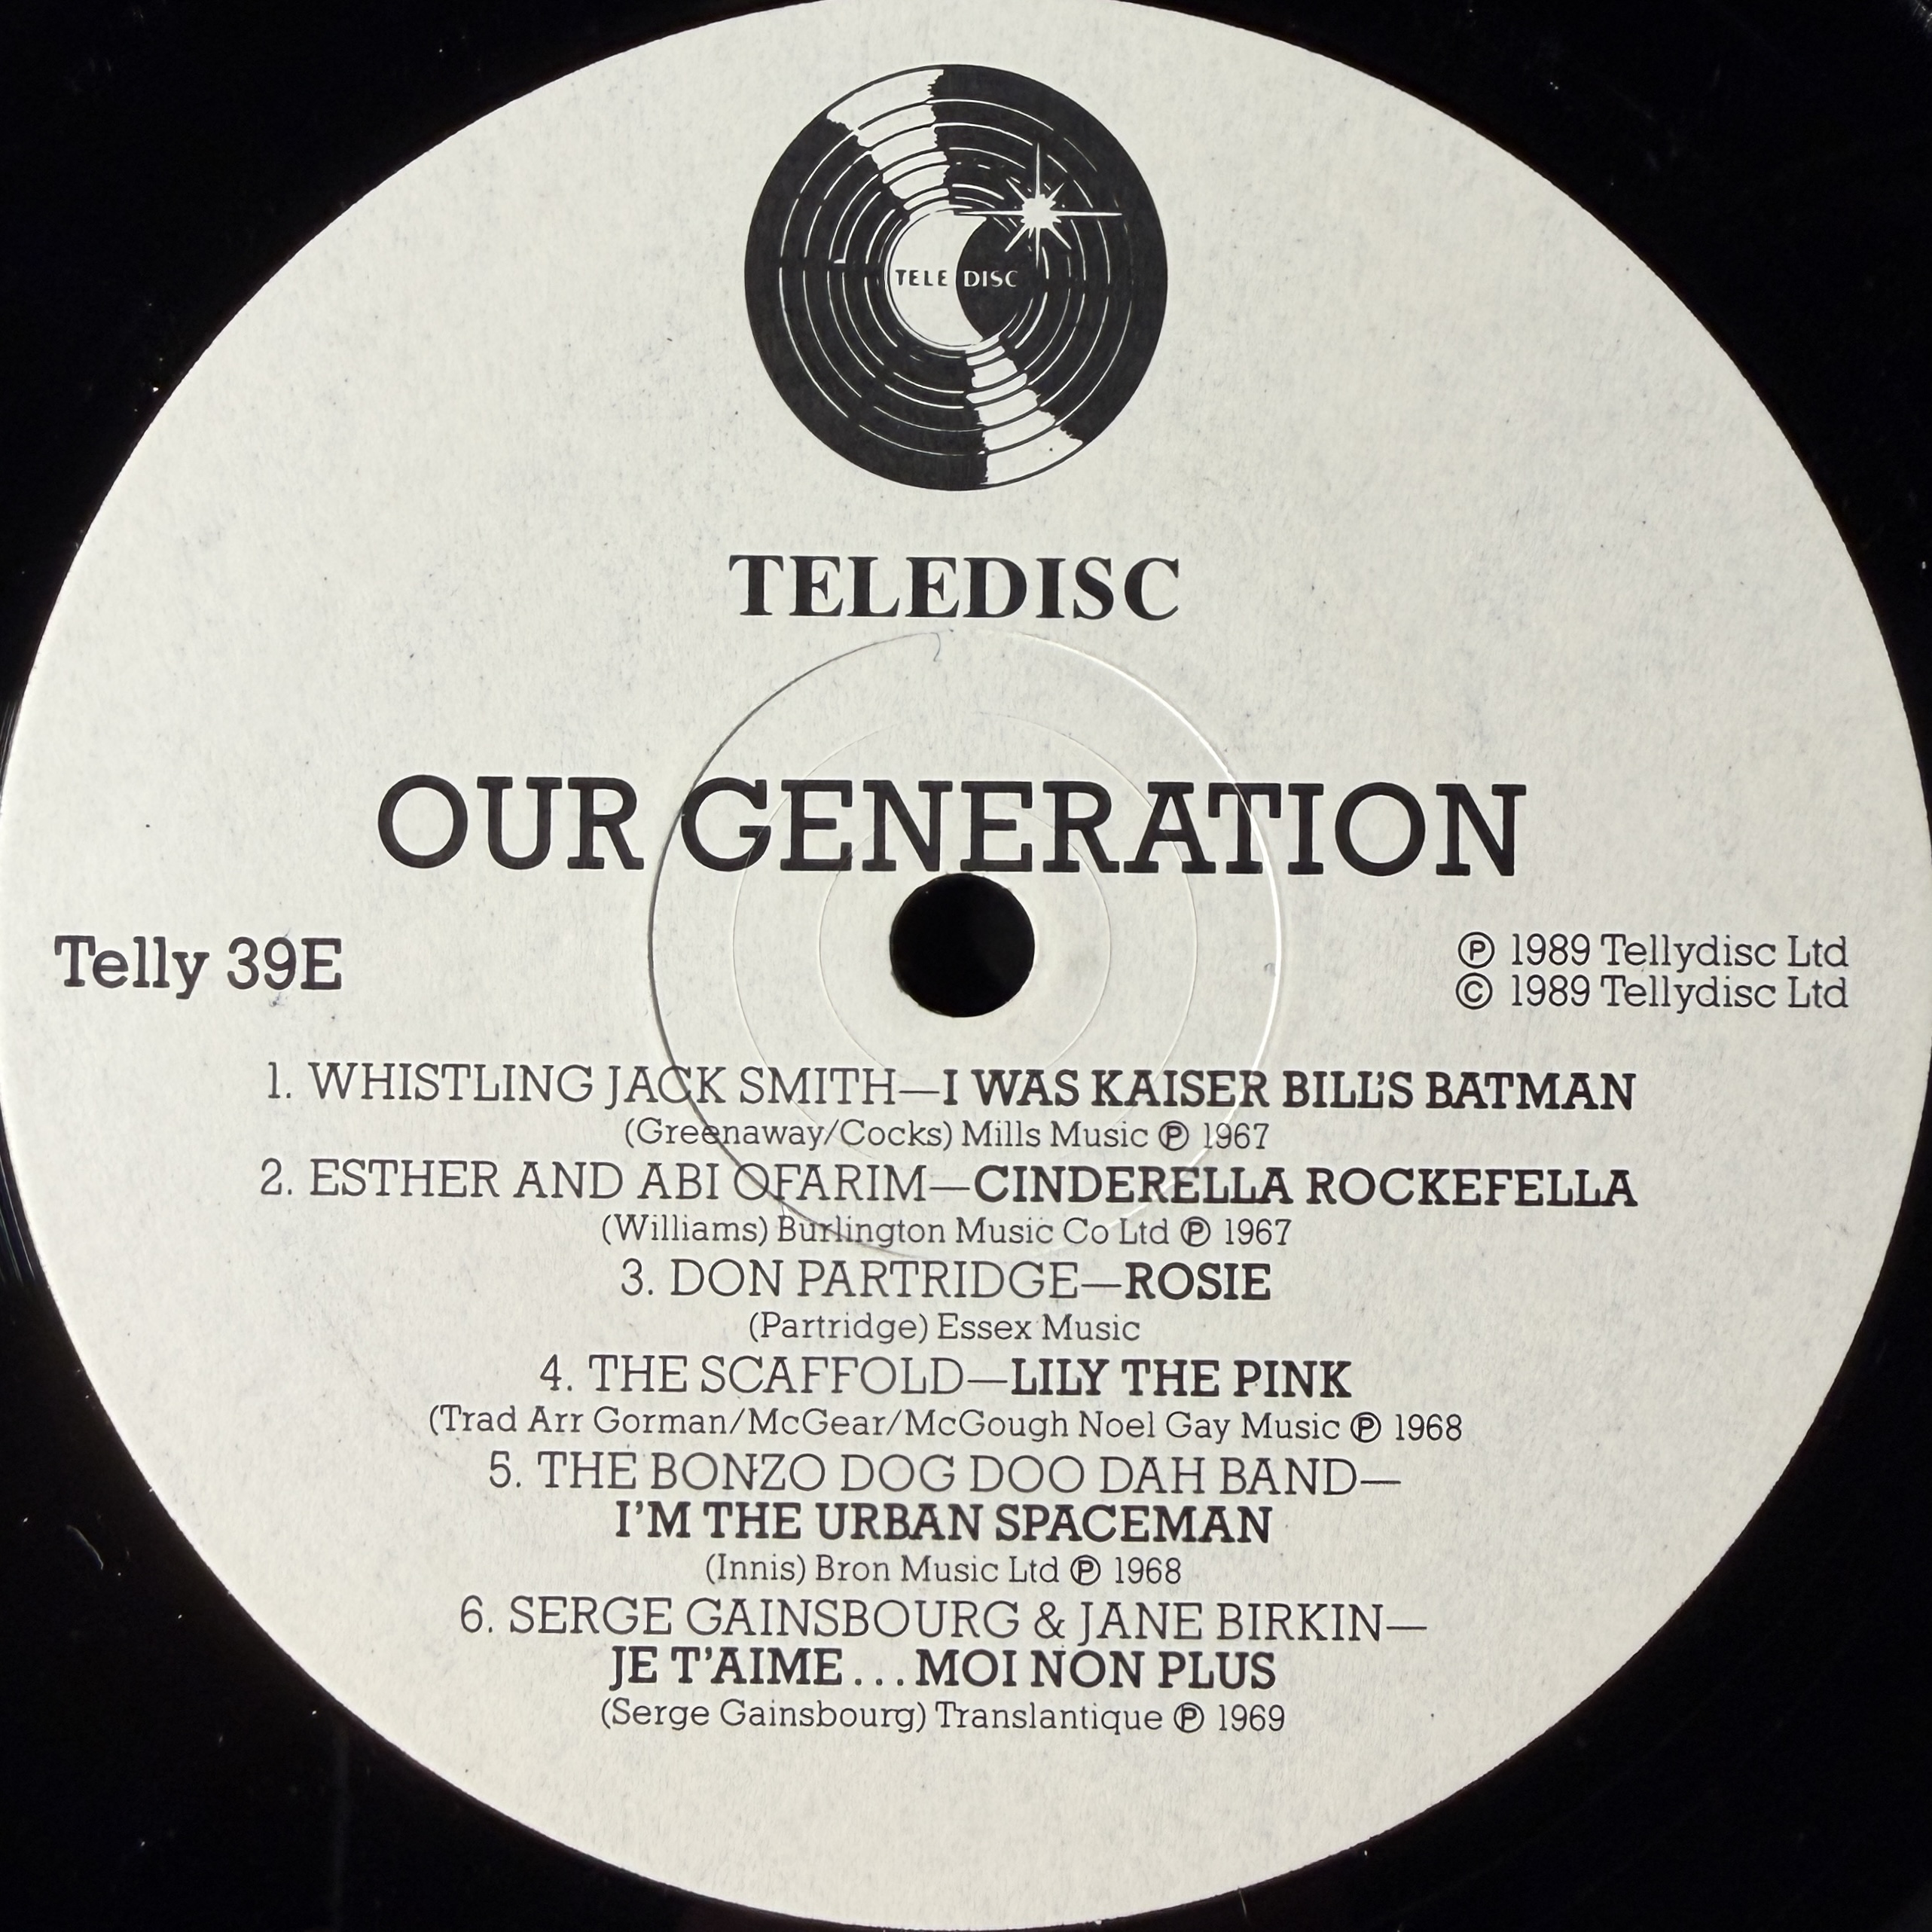 TELE DISC
TELEDISC
OUR GENERATION
Telly 39E
Ⓟ 1989 Tellydisc Ltd
© 1989 Tellydisc Ltd
1. WHISTLING JACK SMITH—I WAS KAISER BILL'S BATMAN
(Greenaway/Cocks) Mills Music Ⓟ 1967
2. ESTHER AND ABI OFARIM—CINDERELLA ROCKEFELLA
(Williams) Burlington Music Co Ltd Ⓟ 1967
3. DON PARTRIDGE—ROSIE
(Partridge) Essex Music
4. THE SCAFFOLD—LILY THE PINK
(Trad Arr Gorman/McGear/McGough Noel Gay Music Ⓟ 1968
5. THE BONZO DOG DOO DAH BAND—
I'M THE URBAN SPACEMAN
(Innis) Bron Music Ltd Ⓟ 1968
6. SERGE GAINSBOURG & JANE BIRKIN—
JE T'AIME...MOI NON PLUS
(Serge Gainsbourg) Translantique Ⓟ 1969